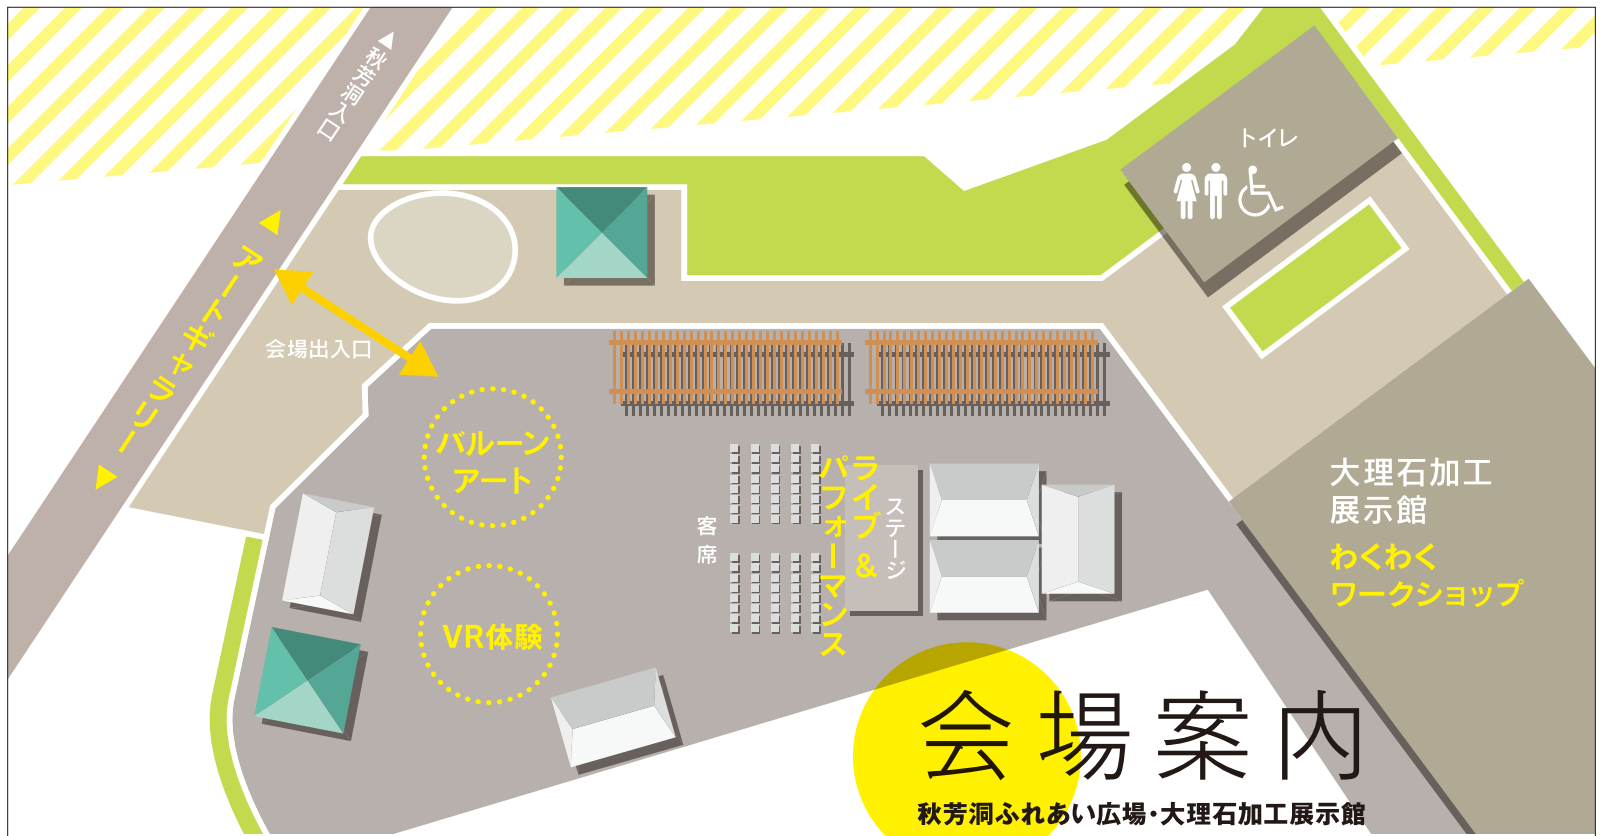 ▲秋芳洞入口
トイレ
アートギャラリー
会場出入口
バルーン
アート
VR体験
客席
ライブ &
パフォーマンス
ステージ
大理石加工
展示館
わくわく
ワークショップ
会場案内
秋芳洞ふれあい広場・大理石加工展示館